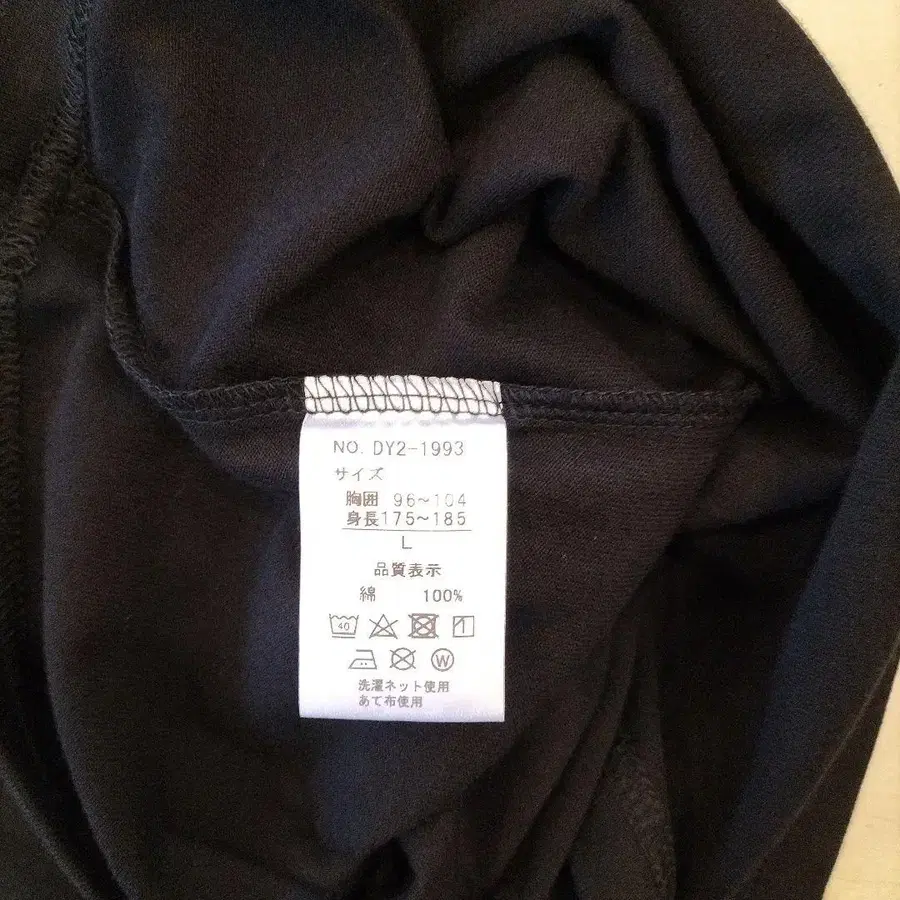 NO. DY2-1993
サイズ
胸囲 96~104
身長175~185
L
品質表示
綿 100%
40
W
洗濯ネット使用
あて布使用